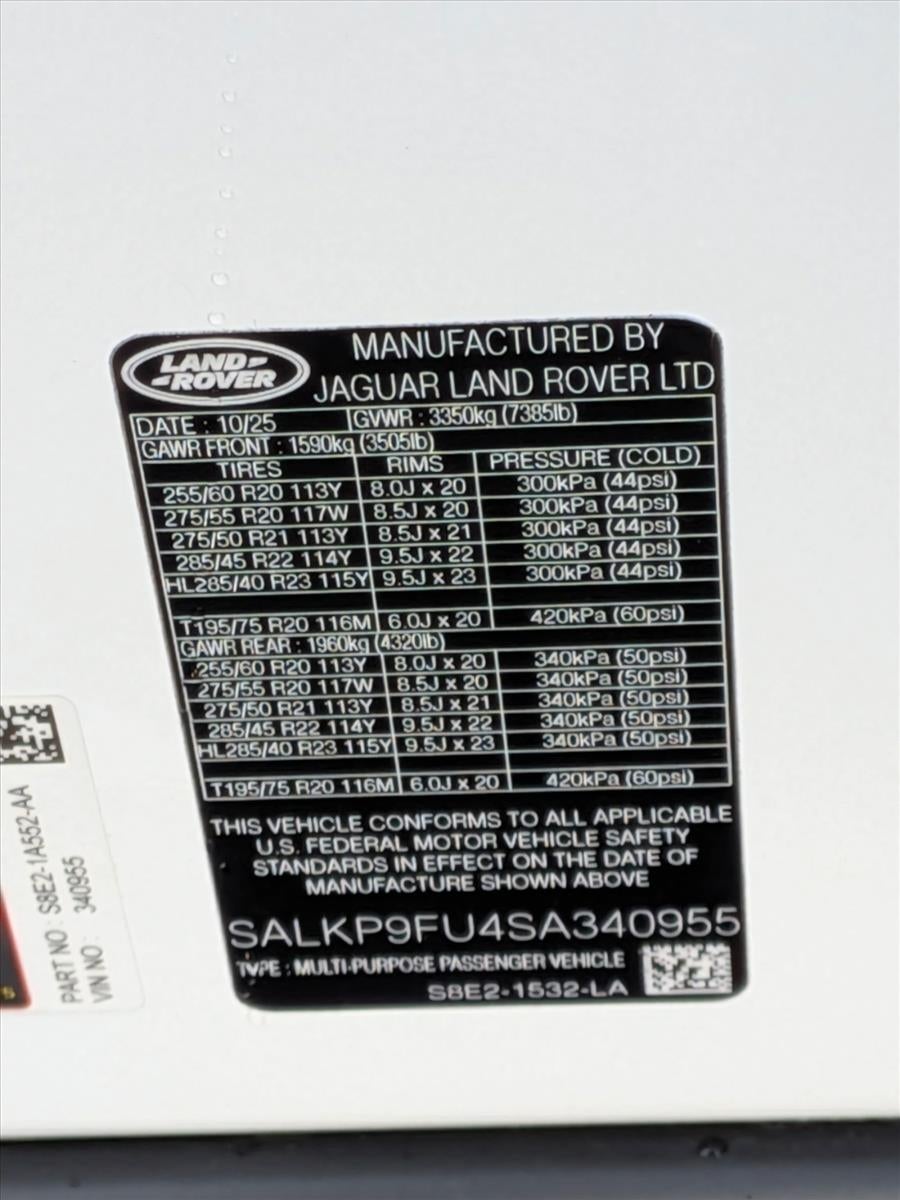 LAND-
-ROVER
MANUFACTURED BY
JAGUAR LAND ROVER LTD
DATE : 10/25 GVWR : 3350kg (7385lb)
GAWR FRONT : 1590kg (3505lb)
TIRES RIMS PRESSURE (COLD)
255/60 R20 113Y 8.0J x 20 300kPa (44psi)
275/55 R20 117W 8.5J x 20 300kPa (44psi)
275/50 R21 113Y 8.5J x 21 300kPa (44psi)
285/45 R22 114Y 9.5J x 22 300kPa (44psi)
HL285/40 R23 115Y 9.5J x 23 300kPa (44psi)
T195/75 R20 116M 6.0J x 20 420kPa (60psi)
GAWR REAR : 1960kg (4320lb)
255/60 R20 113Y 8.0J x 20 340kPa (50psi)
275/55 R20 117W 8.5J x 20 340kPa (50psi)
275/50 R21 113Y 8.5J x 21 340kPa (50psi)
285/45 R22 114Y 9.5J x 22 340kPa (50psi)
HL285/40 R23 115Y 9.5J x 23 340kPa (50psi)
T195/75 R20 116M 6.0J x 20 420kPa (60psi)
THIS VEHICLE CONFORMS TO ALL APPLICABLE
U.S. FEDERAL MOTOR VEHICLE SAFETY
STANDARDS IN EFFECT ON THE DATE OF
MANUFACTURE SHOWN ABOVE
SALKP9FU4SA340955
TYPE : MULTI-PURPOSE PASSENGER VEHICLE
S8E2-1532-LA
PART NO : S8E2-1A552-AA
VIN NO : 340955